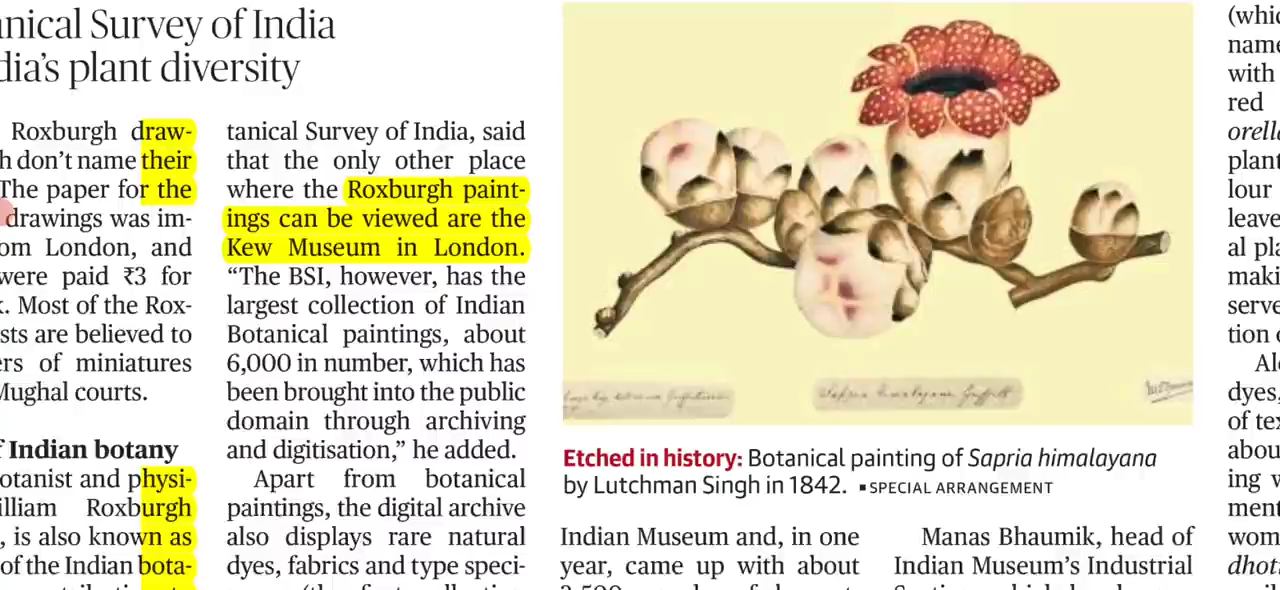 anical Survey of India
dia's plant diversity
Roxburgh draw-
h don't name their
The paper for the
drawings was im-
om London, and
were paid ₹3 for
k. Most of the Rox-
sts are believed to
ers of miniatures
Mughal courts.
f Indian botany
otanist and physi-
illiam Roxburgh
, is also known as
of the Indian bota-
tanical Survey of India, said
that the only other place
where the Roxburgh paint-
ings can be viewed are the
Kew Museum in London.
“The BSI, however, has the
largest collection of Indian
Botanical paintings, about
6,000 in number, which has
been brought into the public
domain through archiving
and digitisation,” he added.
Apart from botanical
paintings, the digital archive
also displays rare natural
dyes, fabrics and type speci-
Sapria himalayana Griffith
Etched in history: Botanical painting of Sapria himalayana
by Lutchman Singh in 1842. ▪ SPECIAL ARRANGEMENT
Indian Museum and, in one
year, came up with about
Manas Bhaumik, head of
Indian Museum's Industrial
(whic
name
with
red
orella
plant
lour
leave
al pla
maki
serve
tion o
Alo
dyes,
of tex
abou
ing w
ment
wom
dhoti